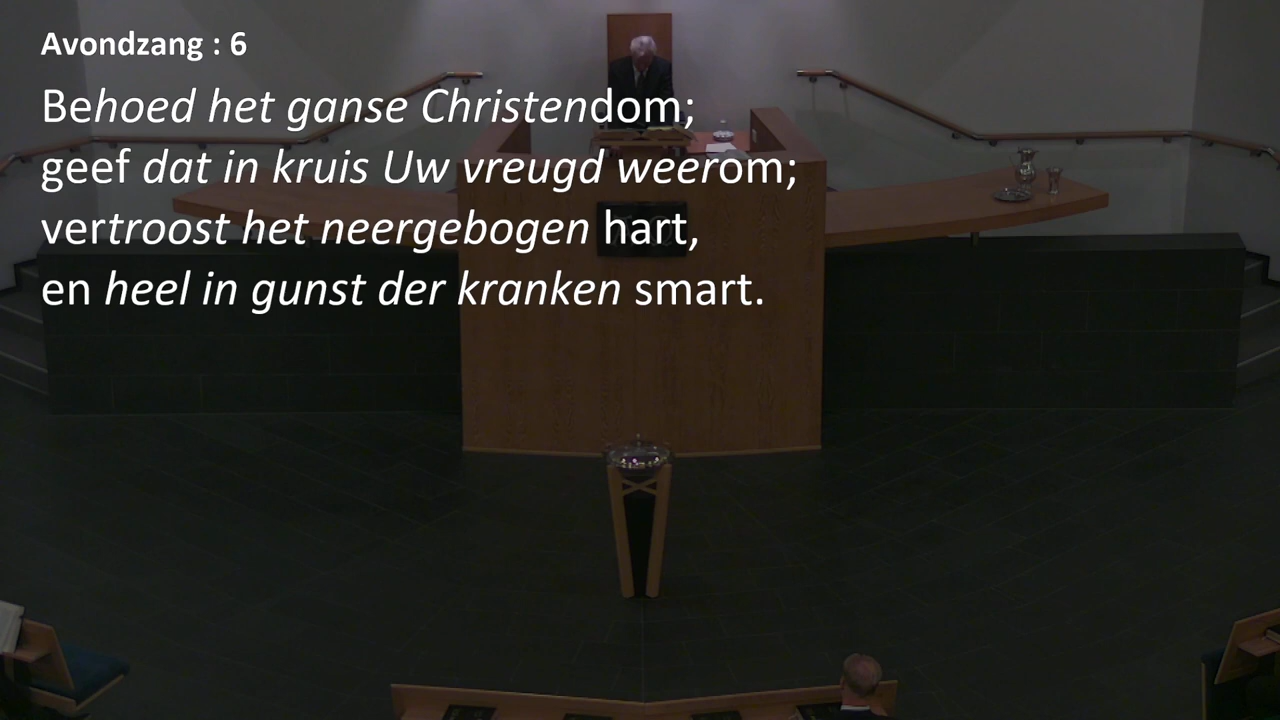 Avondzang : 6
Behoed het ganse Christendom;
geef dat in kruis Uw vreugd weerom;
vertroost het neergebogen hart,
en heel in gunst der kranken smart.